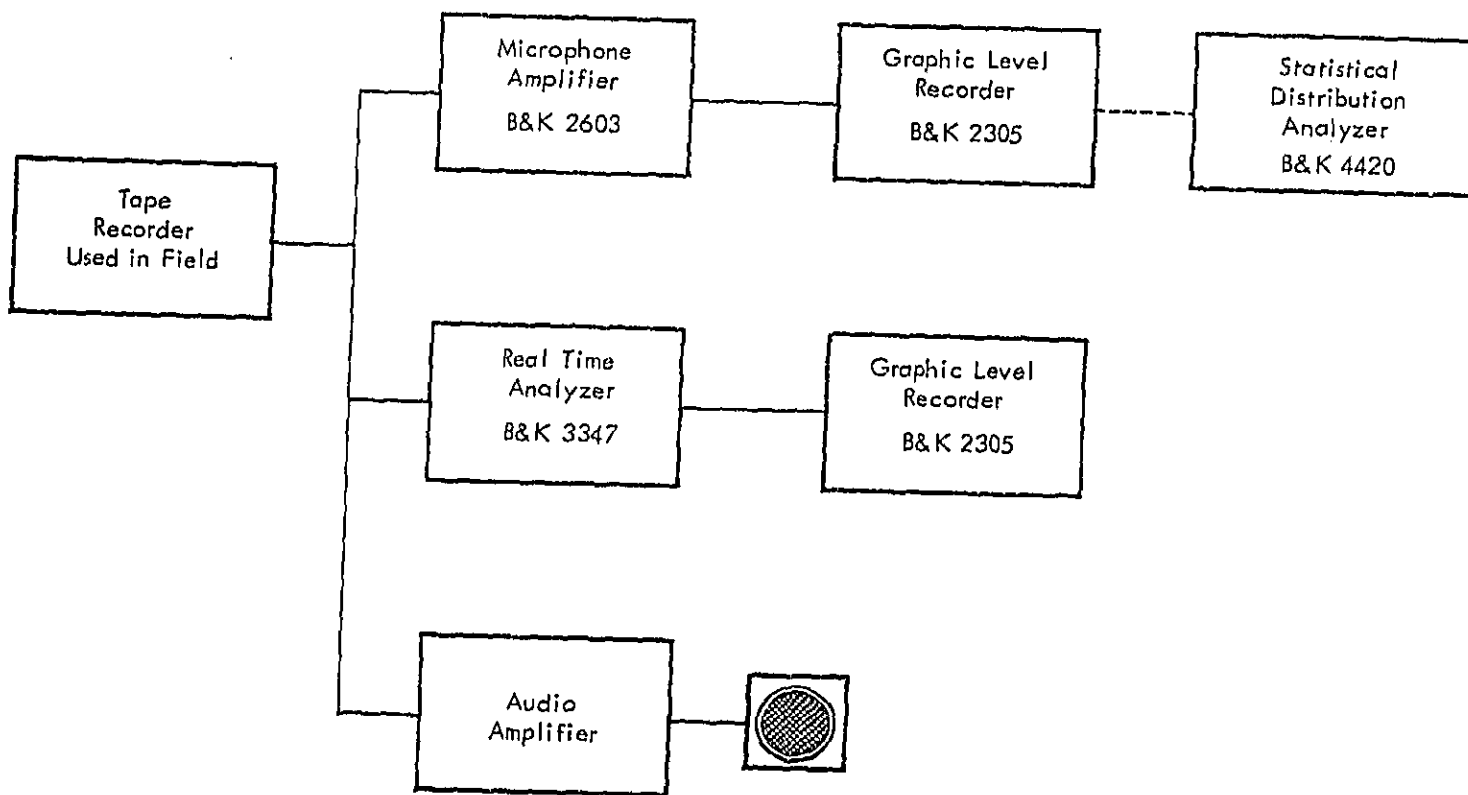 Microphone
Amplifier
B&K 2603
Graphic Level
Recorder
B&K 2305
Statistical
Distribution
Analyzer
B&K 4420
Tape
Recorder
Used in Field
Real Time
Analyzer
B&K 3347
Graphic Level
Recorder
B&K 2305
Audio
Amplifier